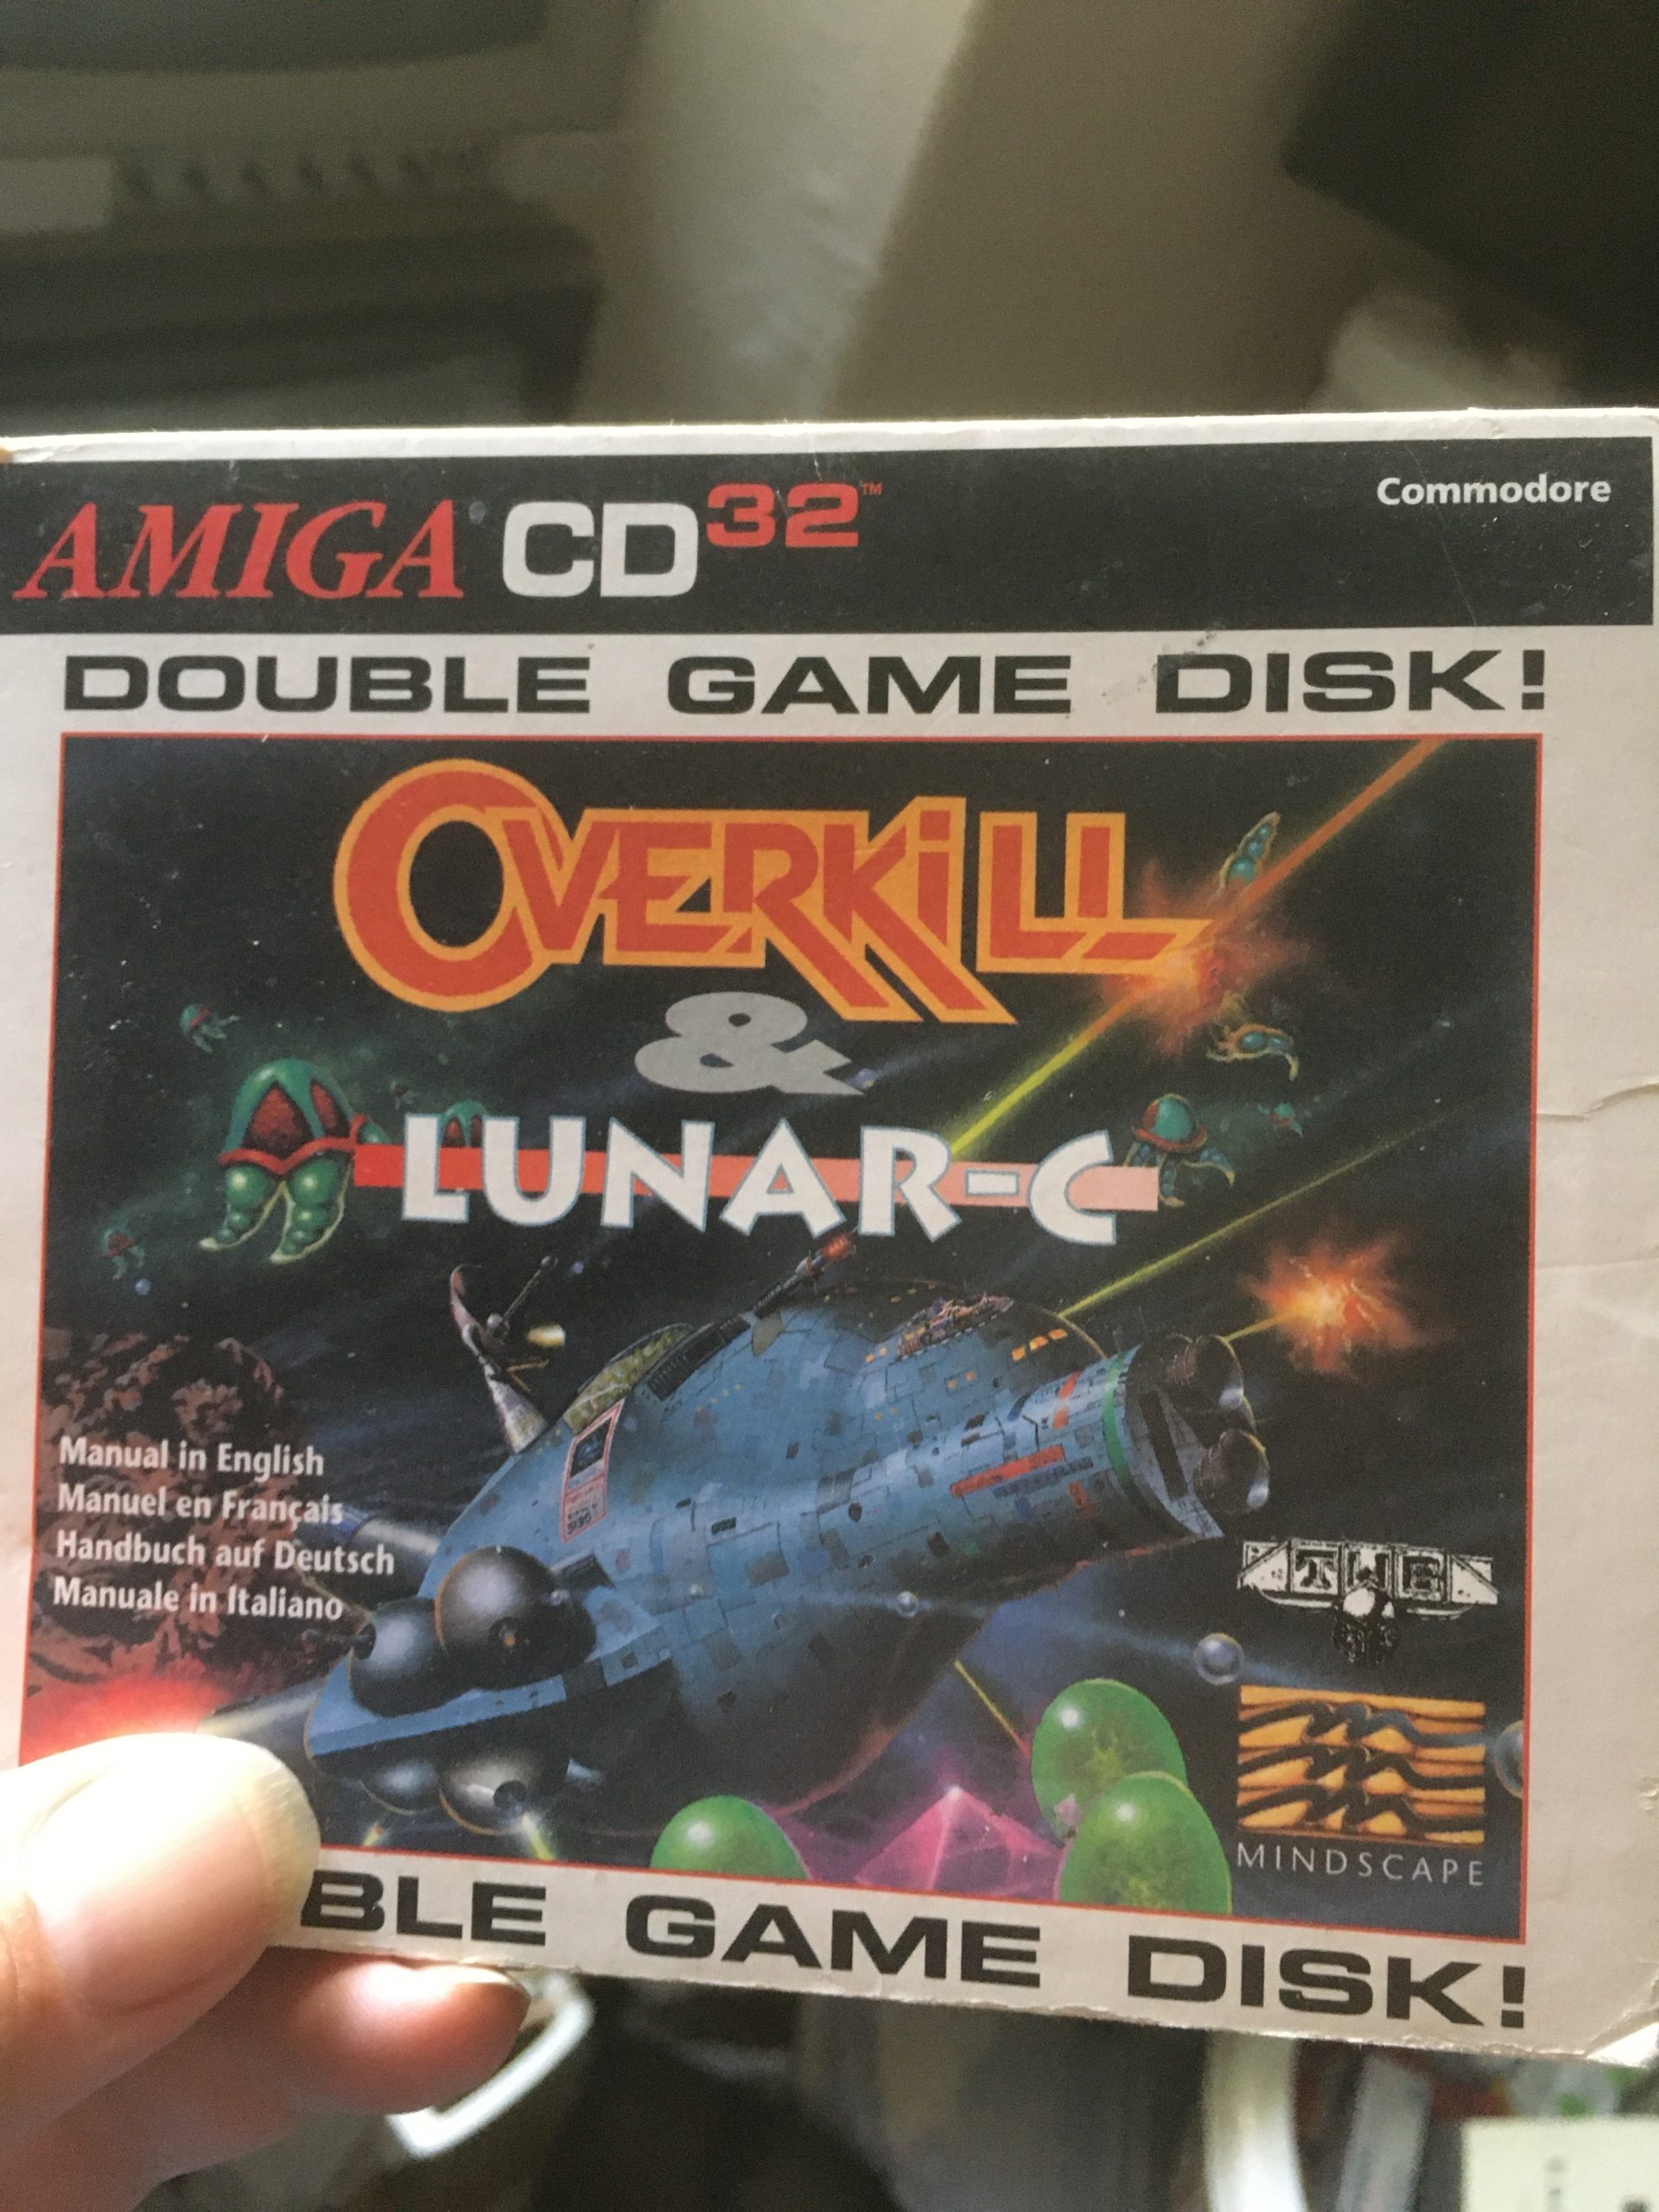 AMIGA CD32™
Commodore
DOUBLE GAME DISK!
OVERKiLL
&
LUNAR-C
Manual in English
Manuel en Français
Handbuch auf Deutsch
Manuale in Italiano
MINDSCAPE
BLE GAME DISK!